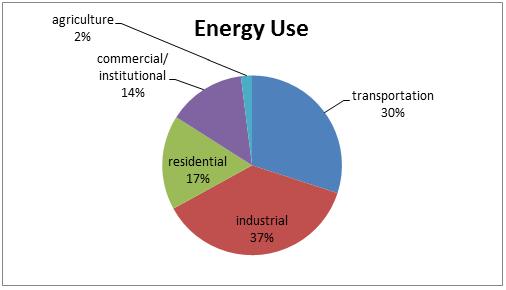 Energy Use
agriculture
2%
commercial/
institutional
14%
transportation
30%
residential
17%
industrial
37%